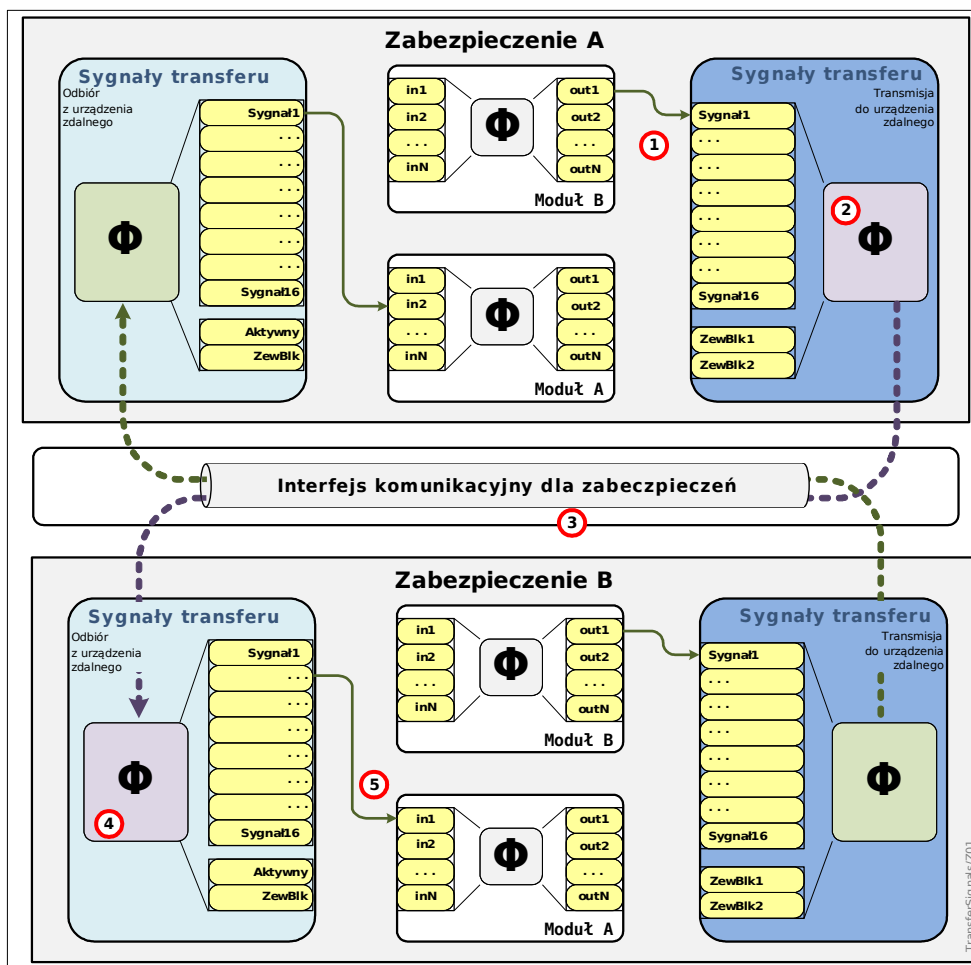 Zabezpieczenie A
Sygnały transferu
Odbiór
z urządzenia
zdalnego
Sygnał1
...
...
...
...
...
...
Sygnał16
Aktywny
ZewBlk
Φ
in1
in2
...
inN
Φ
out1
out2
...
outN
Moduł B
in1
in2
...
inN
Φ
out1
out2
...
outN
Moduł A
1
Sygnały transferu
Transmisja
do urządzenia
zdalnego
Sygnał1
...
...
...
...
...
...
Sygnał16
ZewBlk1
ZewBlk2
2
Φ
Interfejs komunikacyjny dla zabeczpieczeń
3
Zabezpieczenie B
Sygnały transferu
Odbiór
z urządzenia
zdalnego
Sygnał1
...
...
...
...
...
...
Sygnał16
Aktywny
ZewBlk
Φ
4
in1
in2
...
inN
Φ
out1
out2
...
outN
Moduł B
5
in1
in2
...
inN
Φ
out1
out2
...
outN
Moduł A
Sygnały transferu
Transmisja
do urządzenia
zdalnego
Sygnał1
...
...
...
...
...
...
Sygnał16
ZewBlk1
ZewBlk2
Φ
TransferSignals/Z01